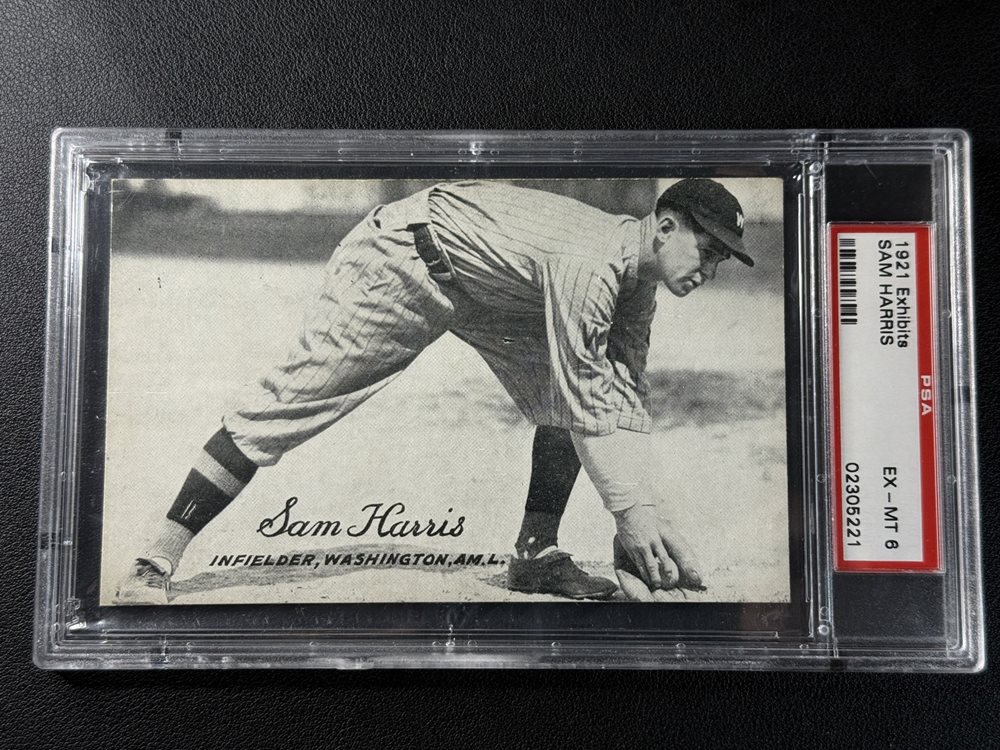 Sam Harris
INFIELDER, WASHINGTON, AM. L.
W
1921 Exhibits
SAM HARRIS
PSA
EX - MT 6
02305221